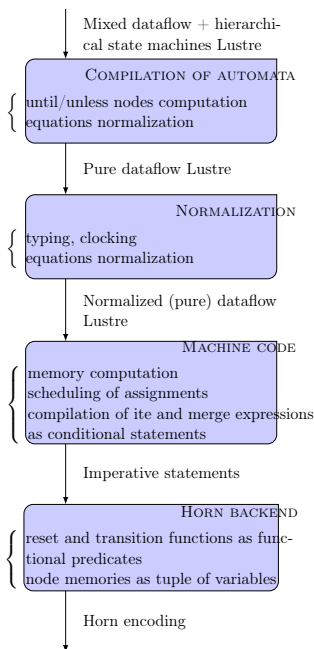 Mixed dataflow + hierarchi-
cal state machines Lustre
Compilation of automata
until/unless nodes computation
equations normalization
Pure dataflow Lustre
Normalization
typing, clocking
equations normalization
Normalized (pure) dataflow
Lustre
Machine code
memory computation
scheduling of assignments
compilation of ite and merge expressions
as conditional statements
Imperative statements
Horn backend
reset and transition functions as func-
tional predicates
node memories as tuple of variables
Horn encoding